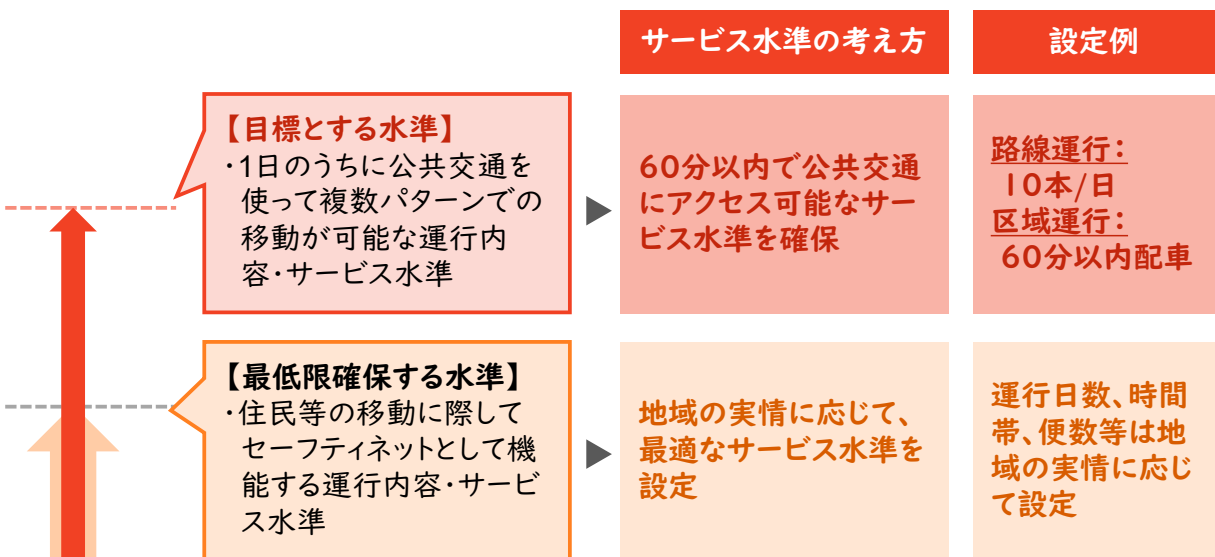 サービス水準の考え方
設定例
【目標とする水準】
・1日のうちに公共交通を
使って複数パターンでの
移動が可能な運行内
容・サービス水準
60分以内で公共交通
にアクセス可能なサー
ビス水準を確保
路線運行：
10本/日
区域運行：
60分以内配車
【最低限確保する水準】
・住民等の移動に際して
セーフティネットとして機
能する運行内容・サービ
ス水準
地域の実情に応じて、
最適なサービス水準を
設定
運行日数、時間
帯、便数等は地
域の実情に応じ
て設定